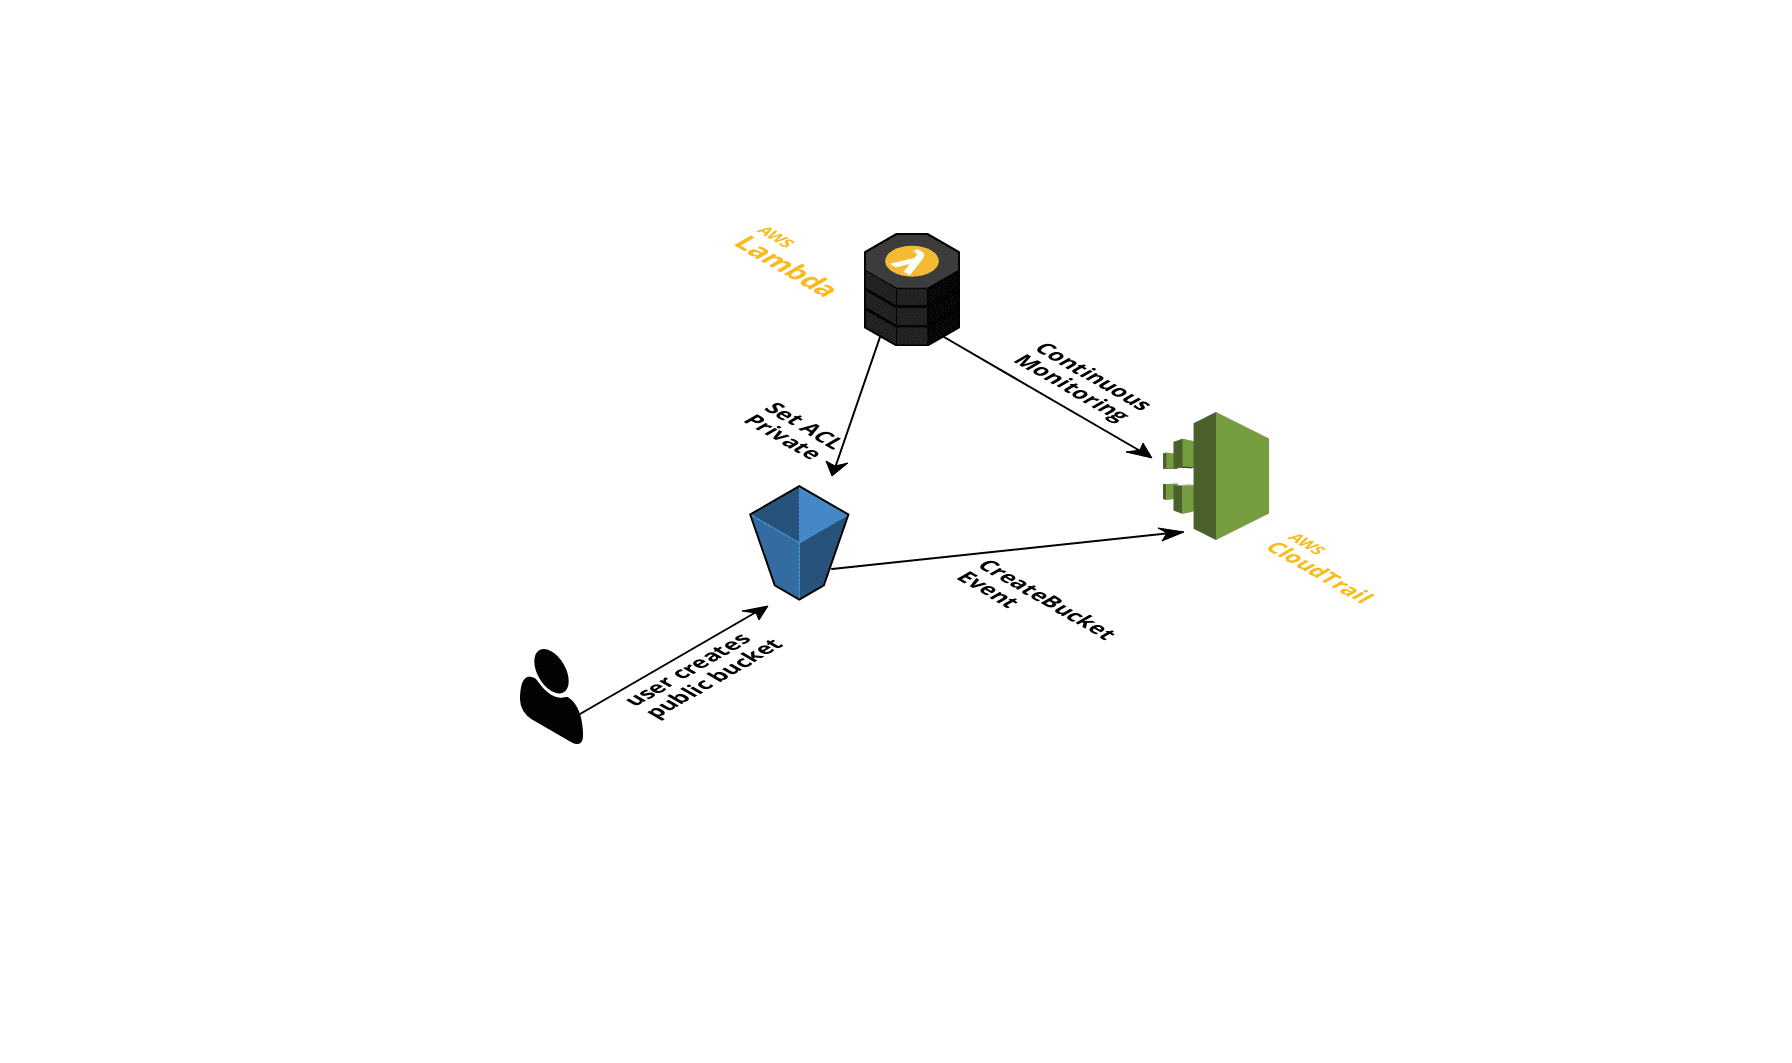 AWS
Lambda
λ
Continuous
Monitoring
Set ACL
Private
AWS
CloudTrail
CreateBucket
Event
user creates
public bucket